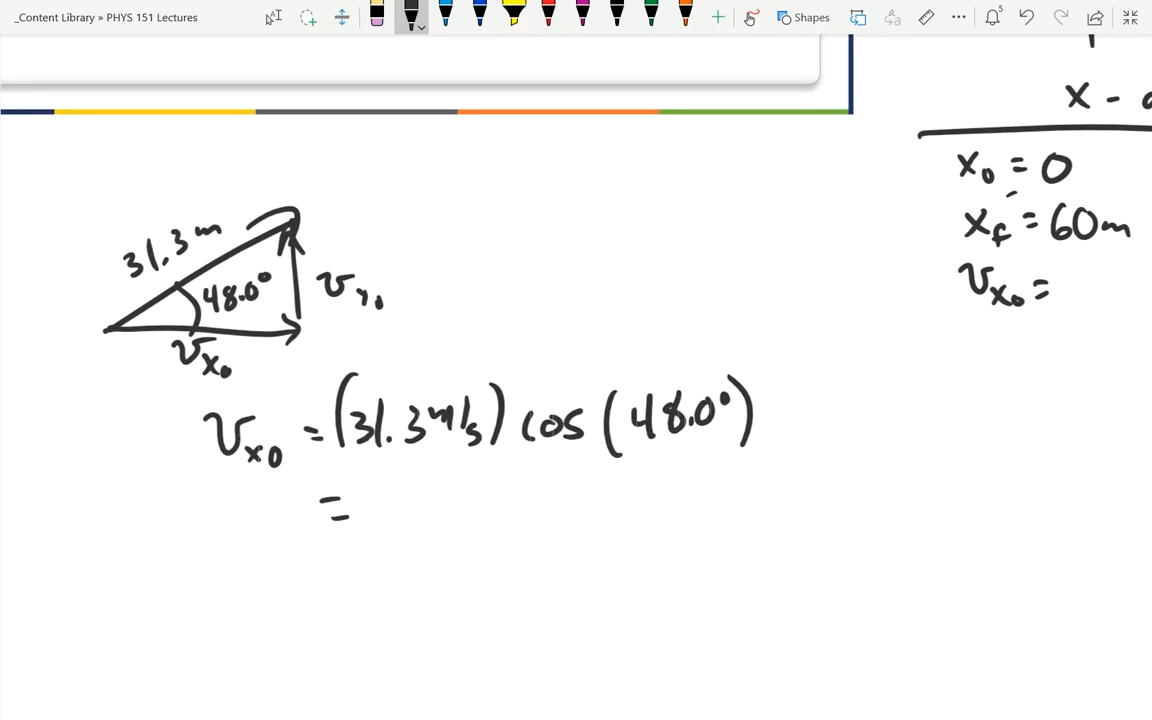 _Content Library » PHYS 151 Lectures
Shapes
5
x -
x₀ = 0
x_f = 60m
v_x₀ =
31.3 m
48.0°
v_y₀
v_x₀
v_x0 = (31.3 m/s) cos (48.0°)
=